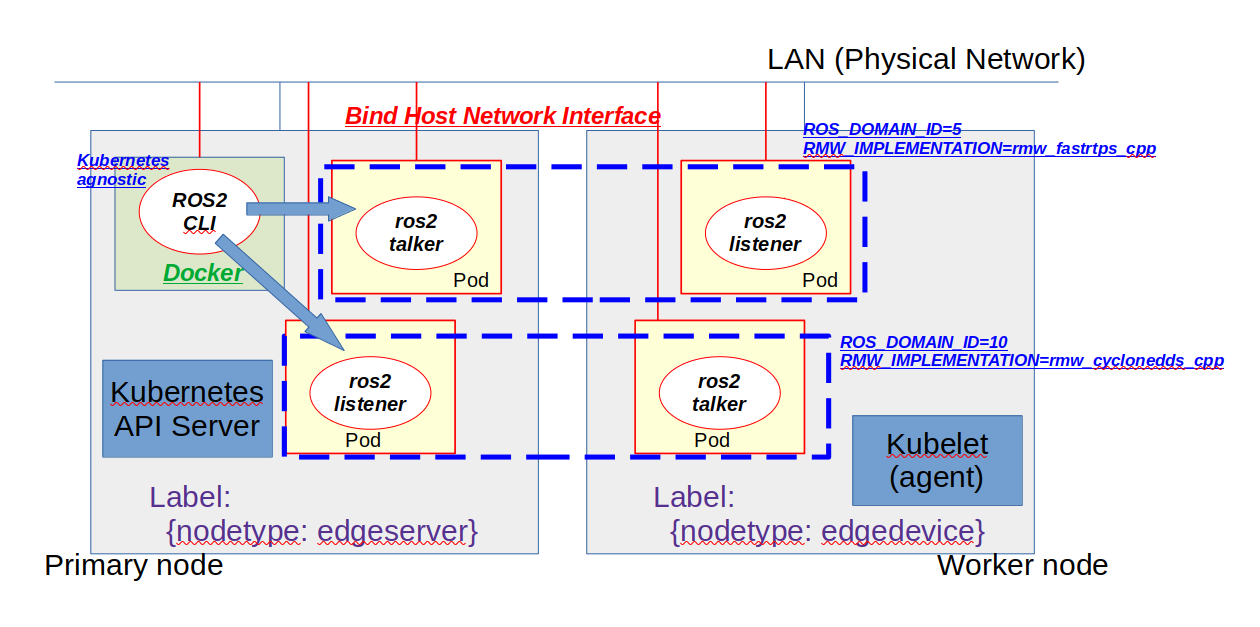 LAN (Physical Network)
Bind Host Network Interface
ROS_DOMAIN_ID=5
RMW_IMPLEMENTATION=rmw_fastrtps_cpp
Kubernetes
agnostic
ROS2
CLI
Docker
ros2
talker
Pod
ros2
listener
Pod
ros2
listener
Pod
ros2
talker
Pod
ROS_DOMAIN_ID=10
RMW_IMPLEMENTATION=rmw_cyclonedds_cpp
Kubernetes
API Server
Kubelet
(agent)
Label:
{nodetype: edgeserver}
Label:
{nodetype: edgedevice}
Primary node
Worker node